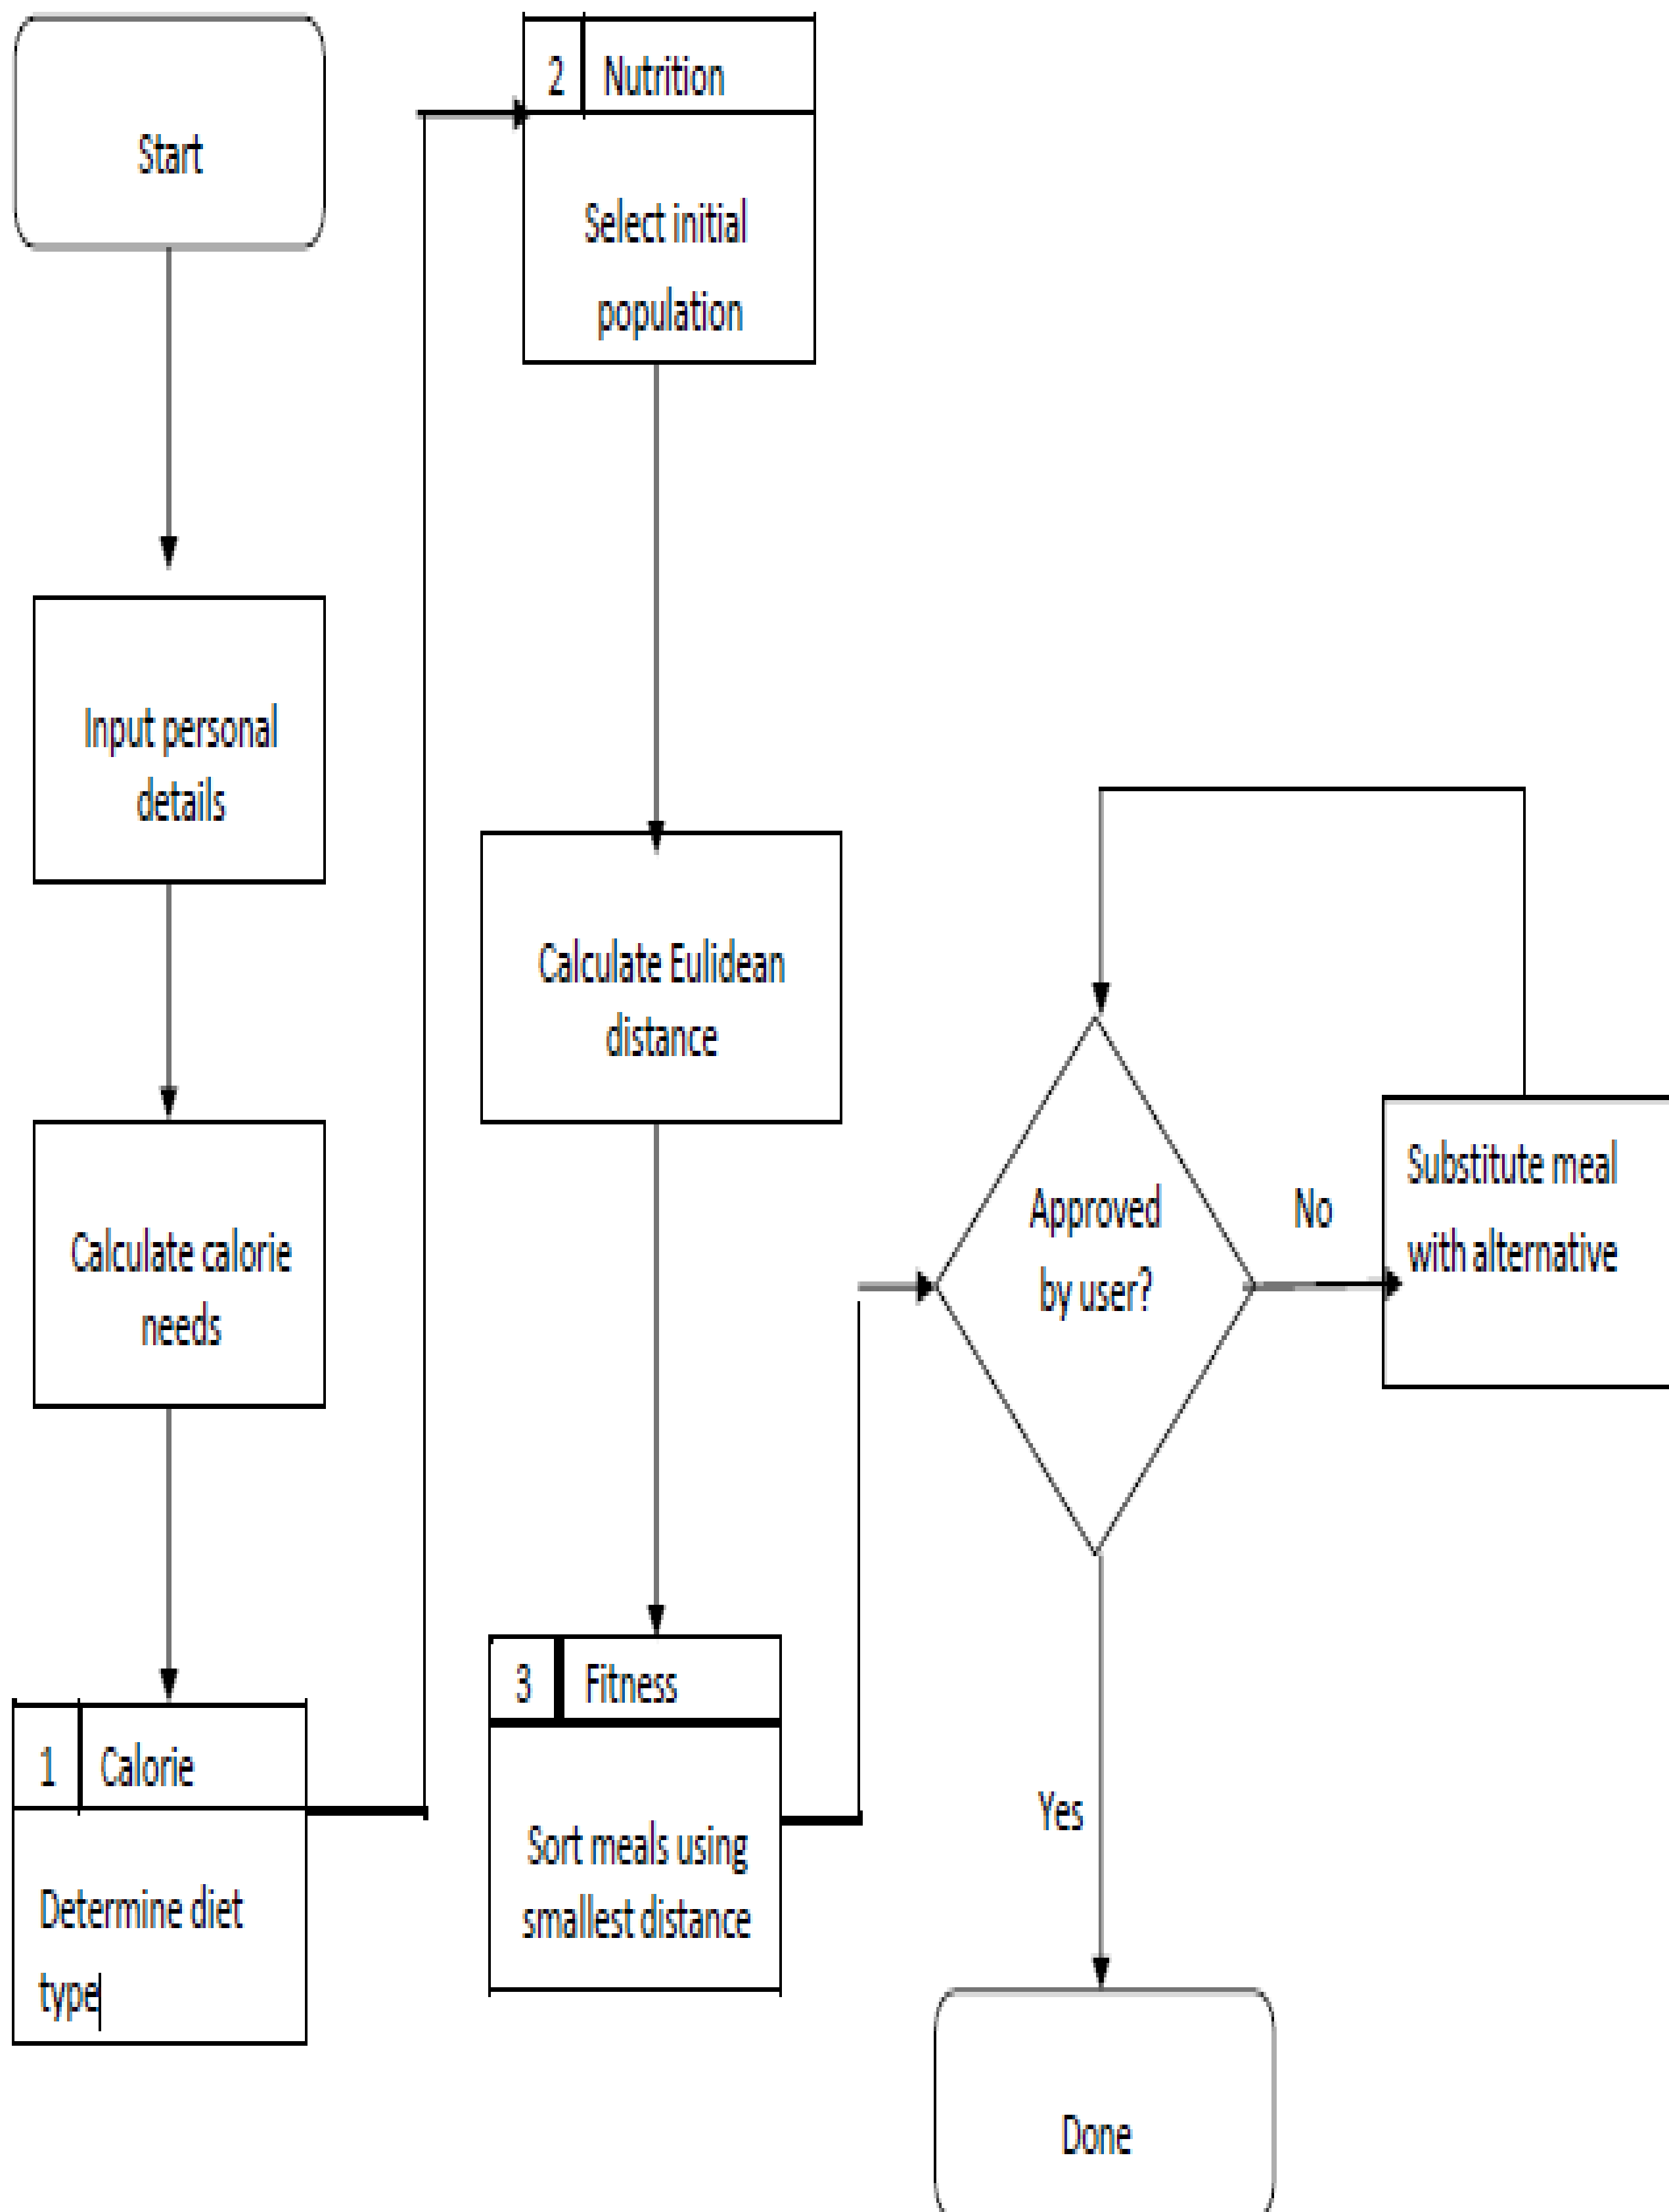 Start
Input personal
details
Calculate calorie
needs
1 Calorie
Determine diet
type
2 Nutrition
Select initial
population
Calculate Eulidean
distance
3 Fitness
Sort meals using
smallest distance
Approved
by user?
No
Substitute meal
with alternative
Yes
Done